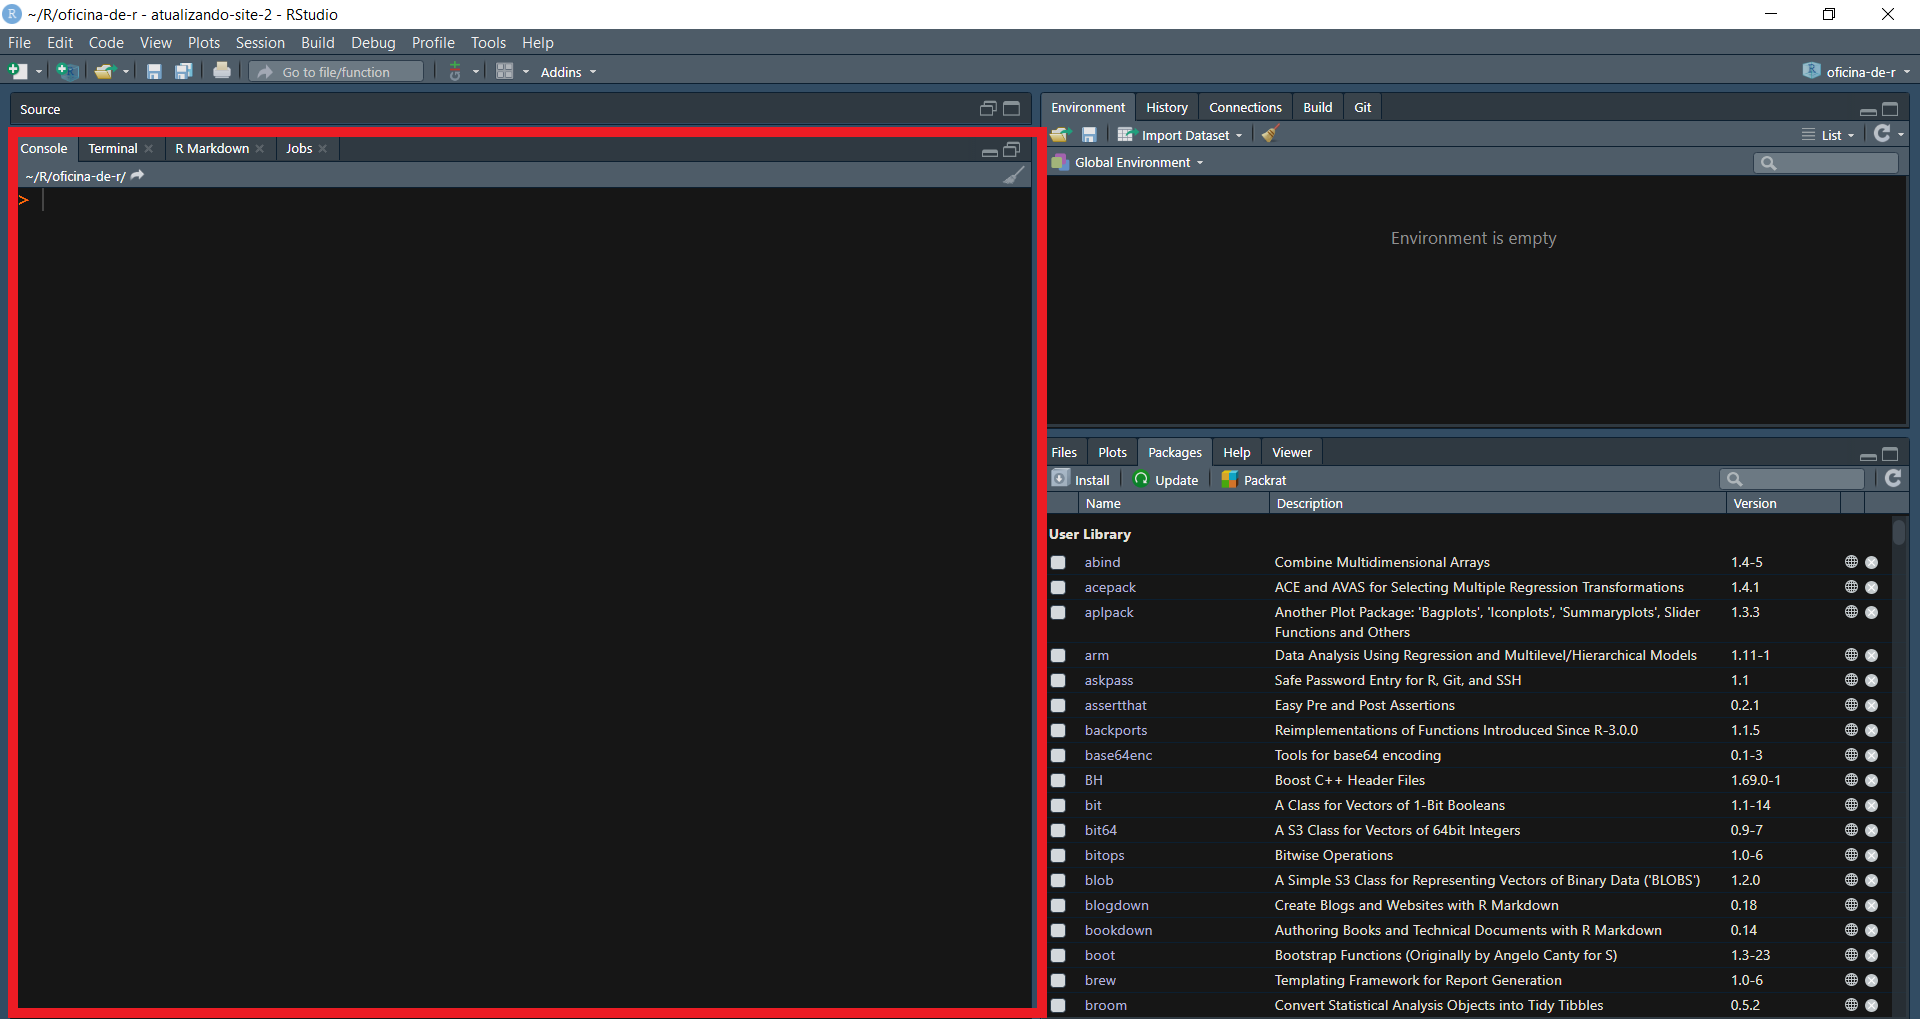 ~/R/oficina-de-r - atualizando-site-2 - RStudio
File Edit Code View Plots Session Build Debug Profile Tools Help
Go to file/function Addins oficina-de-r
Source
Console Terminal R Markdown Jobs
~/R/oficina-de-r/
>
Environment History Connections Build Git
Import Dataset List
Global Environment
Environment is empty
Files Plots Packages Help Viewer
Install Update Packrat
Name Description Version
User Library
abind Combine Multidimensional Arrays 1.4-5
acepack ACE and AVAS for Selecting Multiple Regression Transformations 1.4.1
aplpack Another Plot Package: 'Bagplots', 'Iconplots', 'Summaryplots', Slider 1.3.3
Functions and Others
arm Data Analysis Using Regression and Multilevel/Hierarchical Models 1.11-1
askpass Safe Password Entry for R, Git, and SSH 1.1
assertthat Easy Pre and Post Assertions 0.2.1
backports Reimplementations of Functions Introduced Since R-3.0.0 1.1.5
base64enc Tools for base64 encoding 0.1-3
BH Boost C++ Header Files 1.69.0-1
bit A Class for Vectors of 1-Bit Booleans 1.1-14
bit64 A S3 Class for Vectors of 64bit Integers 0.9-7
bitops Bitwise Operations 1.0-6
blob A Simple S3 Class for Representing Vectors of Binary Data ('BLOBS') 1.2.0
blogdown Create Blogs and Websites with R Markdown 0.18
bookdown Authoring Books and Technical Documents with R Markdown 0.14
boot Bootstrap Functions (Originally by Angelo Canty for S) 1.3-23
brew Templating Framework for Report Generation 1.0-6
broom Convert Statistical Analysis Objects into Tidy Tibbles 0.5.2